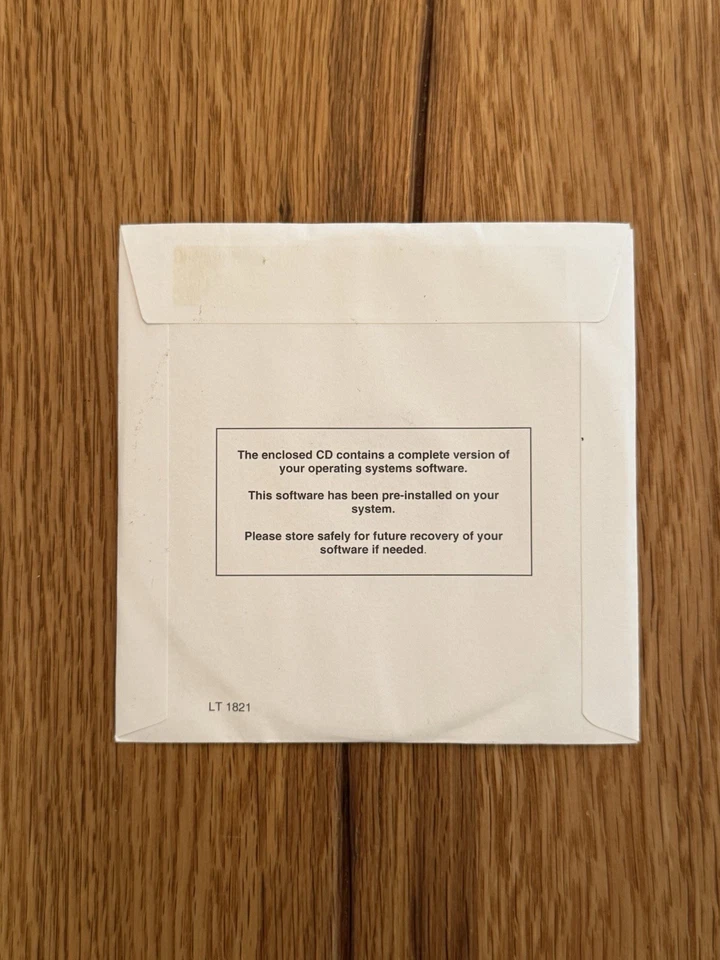 The enclosed CD contains a complete version of
your operating systems software.
This software has been pre-installed on your
system.
Please store safely for future recovery of your
software if needed.
LT 1821